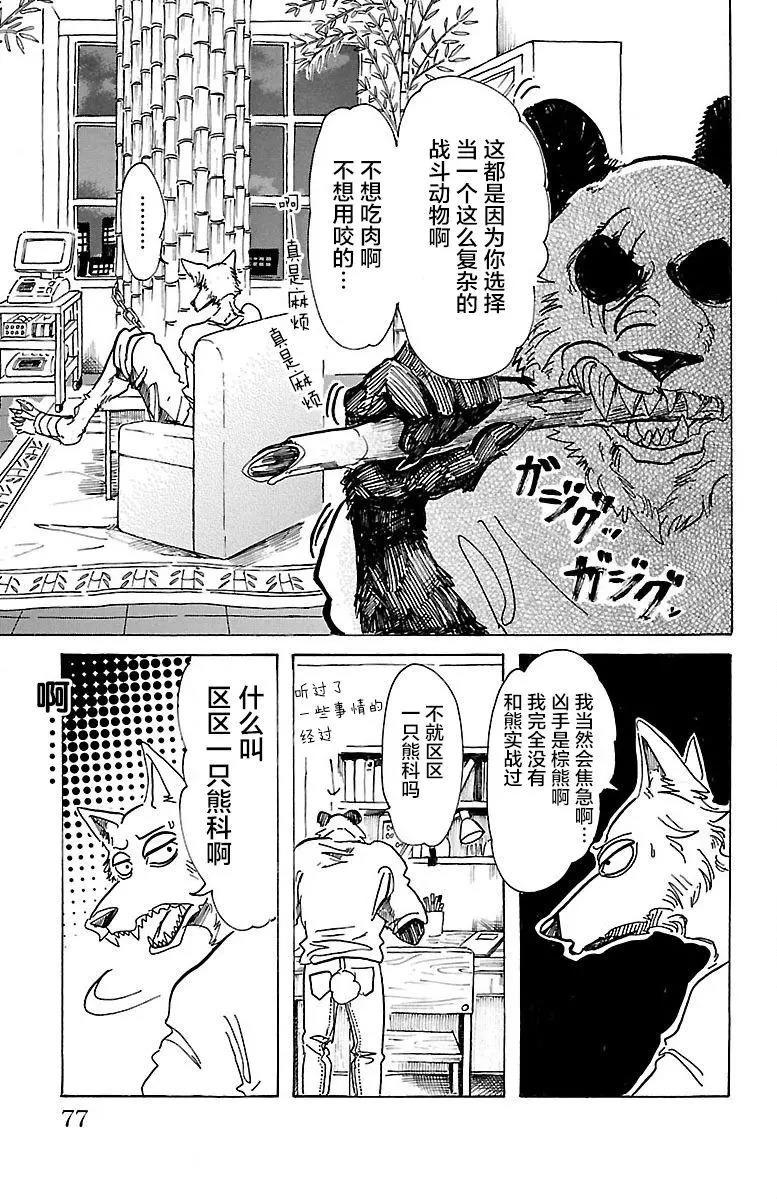 这都是因为你选择
当一个这么复杂的
战斗动物啊
不想吃肉啊
不想用咬的…
啊
真是麻烦
真是麻烦
………
ガジグ
ガジグ
我当然会焦急啊…
凶手是棕熊啊
我完全没有
和熊实战过
不就区区
一只熊科吗
听过了
一些事情的
经过
什么叫
区区一只熊科啊
啊
77